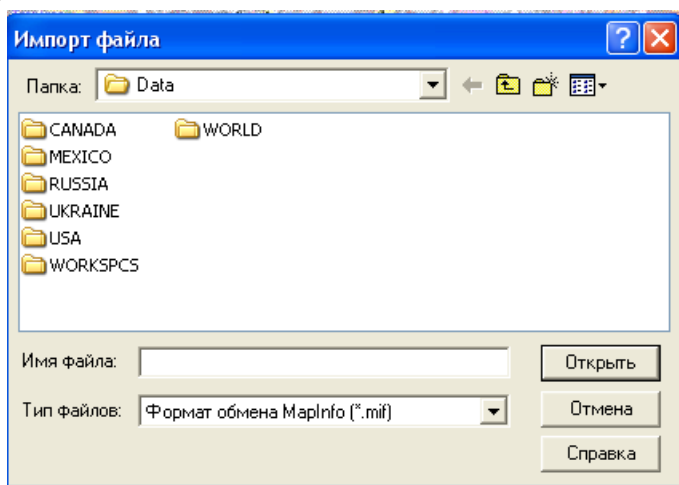 Импорт файла
Папка: Data
CANADA WORLD
MEXICO
RUSSIA
UKRAINE
USA
WORKSPCS
Имя файла: Открыть
Тип файлов: Формат обмена MapInfo (*.mif) Отмена
Справка